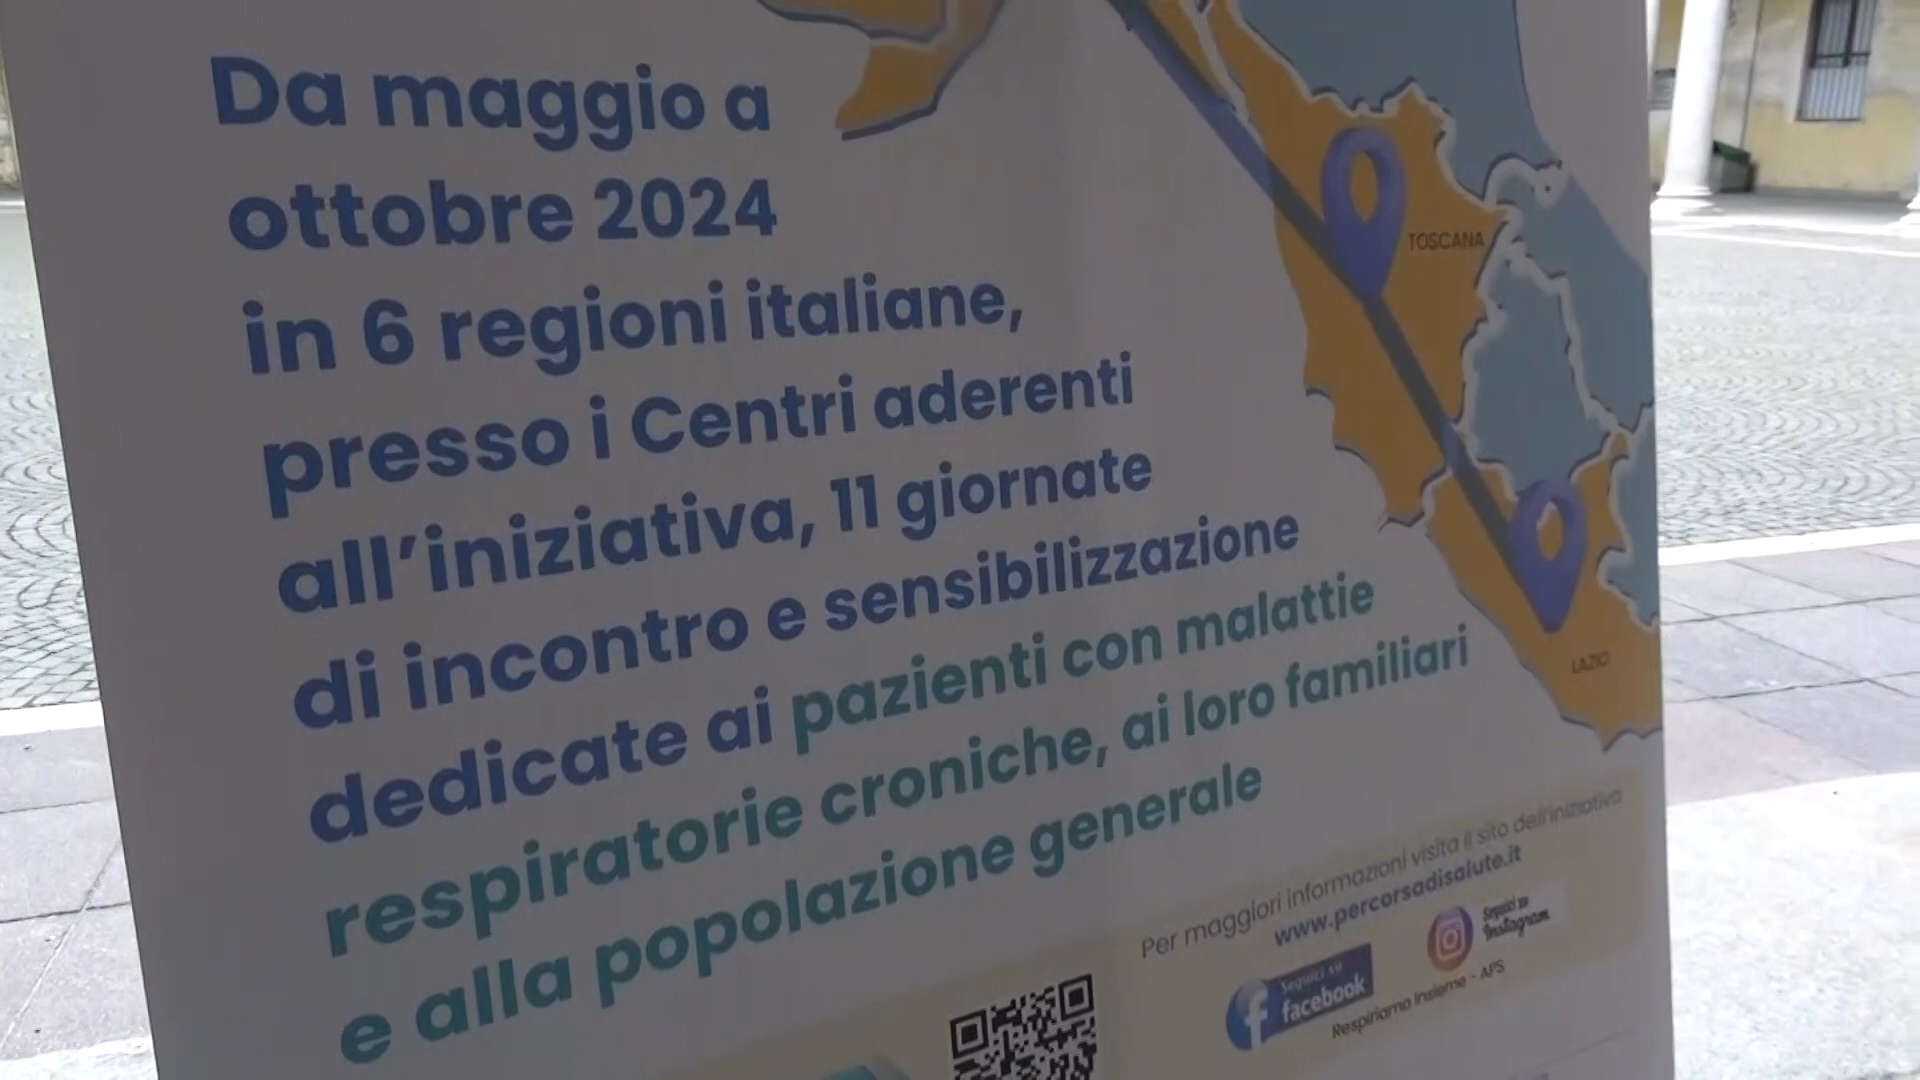 Da maggio a
ottobre 2024
in 6 regioni italiane,
presso i Centri aderenti
all'iniziativa, 11 giornate
di incontro e sensibilizzazione
dedicate ai pazienti con malattie
respiratorie croniche, ai loro familiari
e alla popolazione generale
TOSCANA
LAZIO
Per maggiori informazioni visita il sito dell'iniziativa
www.percorsadisalute.it
Seguici su
facebook
Seguici su
Instagram
Respiriamo Insieme - APS